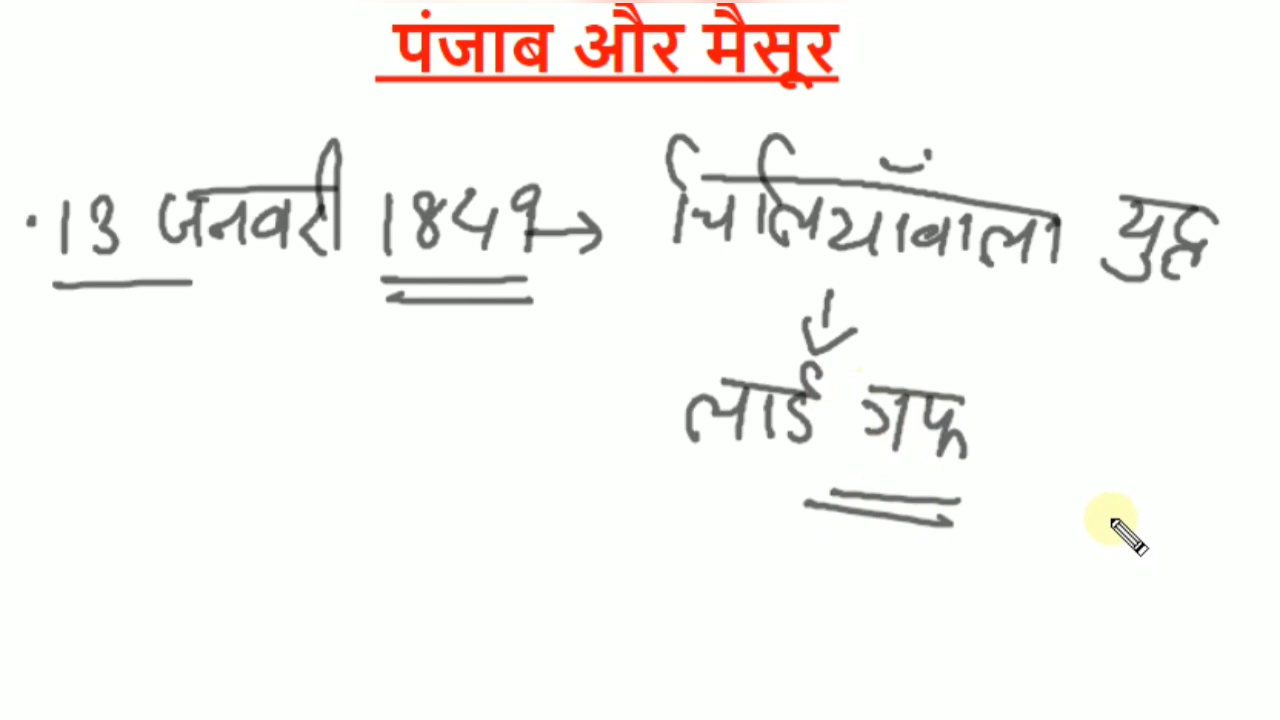 पंजाब और मैसूर
·13 जनवरी 1849→ चिलियाँवाला युद्ध
↓
लार्ड गफ